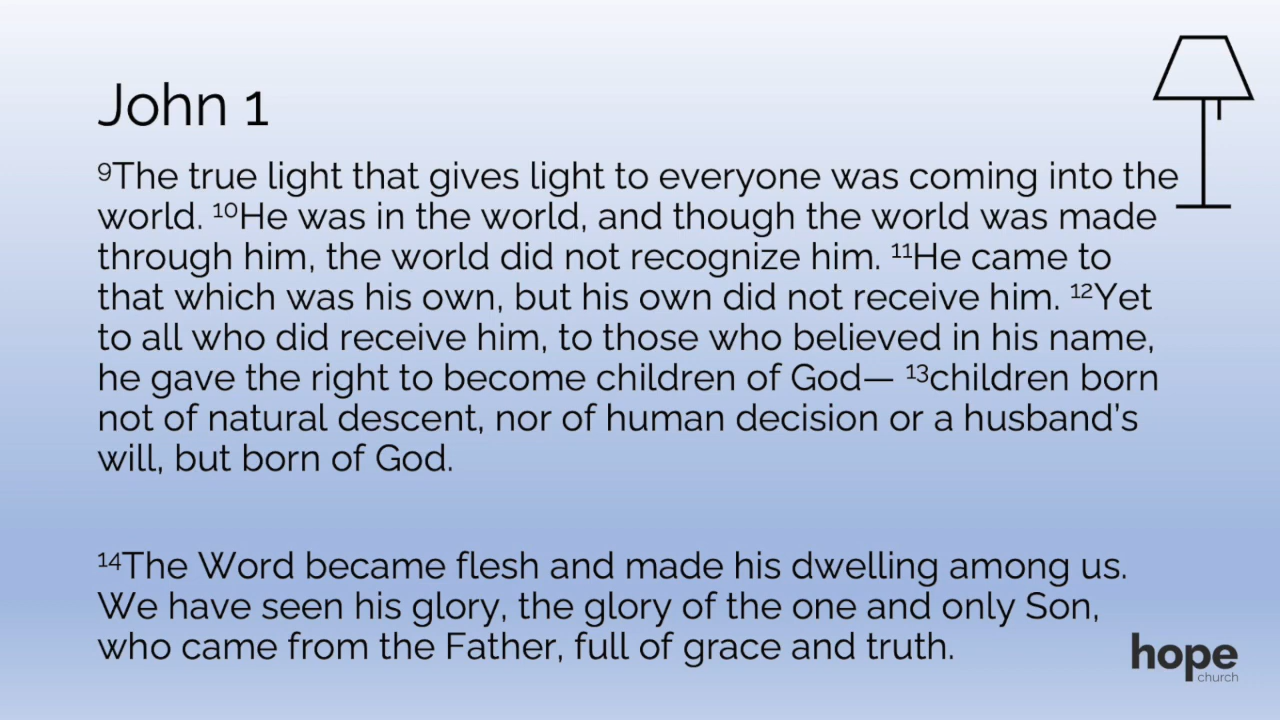 John 1
⁹The true light that gives light to everyone was coming into the
world. ¹⁰He was in the world, and though the world was made
through him, the world did not recognize him. ¹¹He came to
that which was his own, but his own did not receive him. ¹²Yet
to all who did receive him, to those who believed in his name,
he gave the right to become children of God— ¹³children born
not of natural descent, nor of human decision or a husband’s
will, but born of God.
¹⁴The Word became flesh and made his dwelling among us.
We have seen his glory, the glory of the one and only Son,
who came from the Father, full of grace and truth.
hope
church